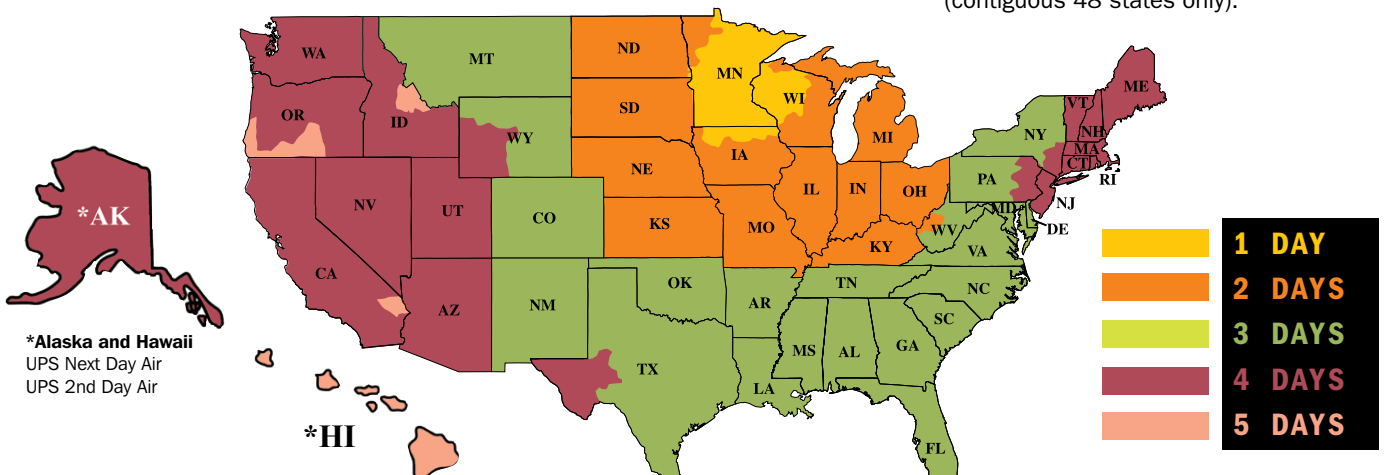 (contiguous 48 states only).
WA
MT
ND
MN
OR
ID
WY
SD
WI
MI
NY
VT
ME
NH
MA
CT
RI
NV
UT
CO
NE
IA
IL
IN
OH
PA
NJ
MD
DE
*AK
CA
AZ
NM
KS
MO
KY
WV
VA
OK
AR
TN
NC
SC
TX
LA
MS
AL
GA
FL
*Alaska and Hawaii
UPS Next Day Air
UPS 2nd Day Air
*HI
1 DAY
2 DAYS
3 DAYS
4 DAYS
5 DAYS